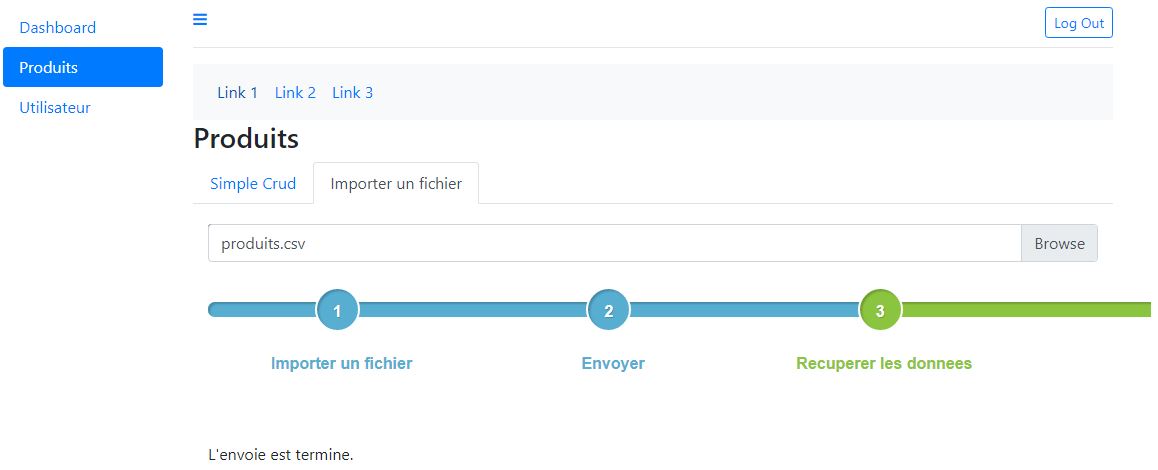 Dashboard
Produits
Utilisateur
Log Out
Link 1 Link 2 Link 3
Produits
Simple Crud Importer un fichier
produits.csv Browse
1 2 3
Importer un fichier Envoyer Recuperer les donnees
L'envoie est termine.